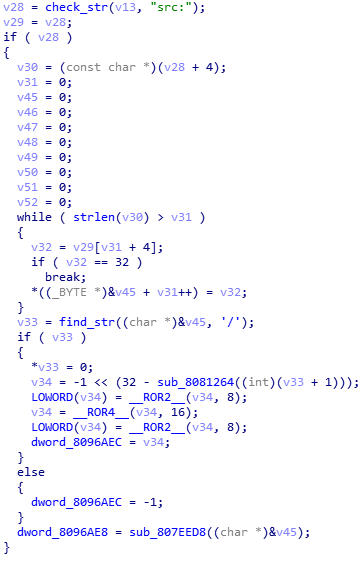 v28 = check_str(v13, "src:");
v29 = v28;
if ( v28 )
{
  v30 = (const char *)(v28 + 4);
  v31 = 0;
  v45 = 0;
  v46 = 0;
  v47 = 0;
  v48 = 0;
  v49 = 0;
  v50 = 0;
  v51 = 0;
  v52 = 0;
  while ( strlen(v30) > v31 )
  {
    v32 = v29[v31 + 4];
    if ( v32 == 32 )
      break;
    *((_BYTE *)&v45 + v31++) = v32;
  }
  v33 = find_str((char *)&v45, '/');
  if ( v33 )
  {
    *v33 = 0;
    v34 = -1 << (32 - sub_8081264((int)(v33 + 1)));
    LOWORD(v34) = __ROR2__(v34, 8);
    v34 = __ROR4__(v34, 16);
    LOWORD(v34) = __ROR2__(v34, 8);
    dword_8096AEC = v34;
  }
  else
  {
    dword_8096AEC = -1;
  }
  dword_8096AE8 = sub_807EED8((char *)&v45);
}